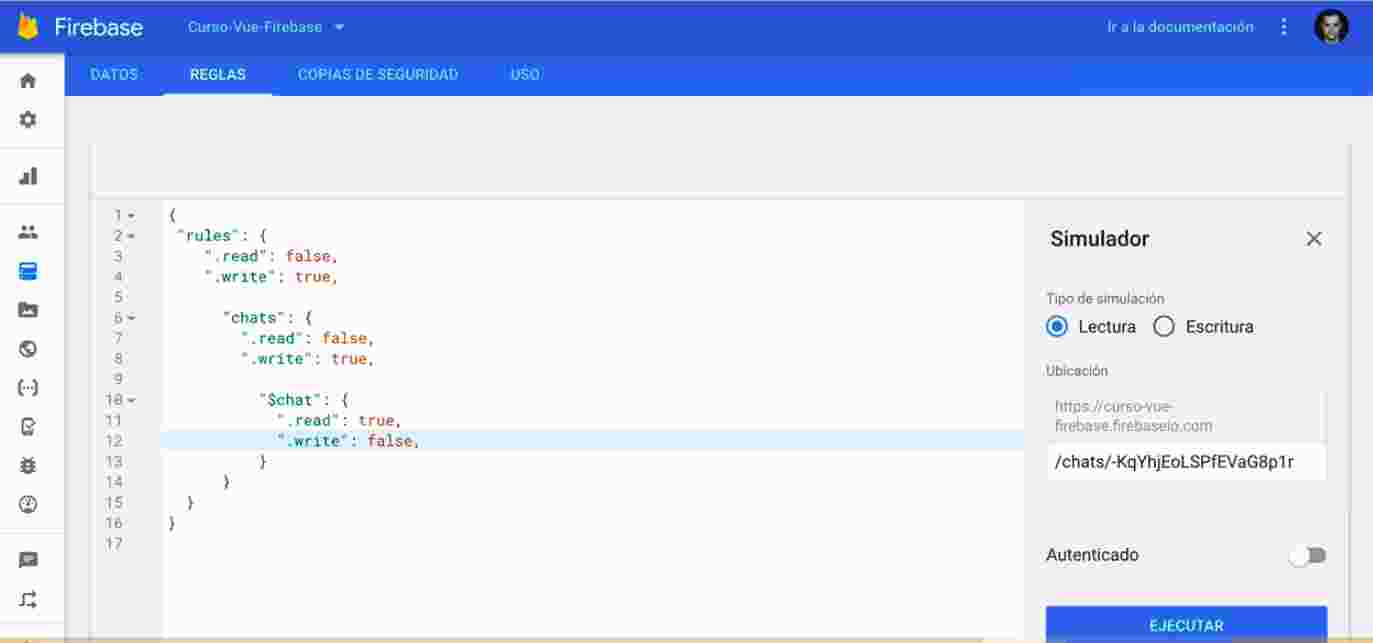 Firebase Curso-Vue-Firebase Ir a la documentación
DATOS REGLAS COPIAS DE SEGURIDAD USO
1 {
2 "rules": {
3 ".read": false,
4 ".write": true,
5
6 "chats": {
7 ".read": false,
8 ".write": true,
9
10 "$chat": {
11 ".read": true,
12 ".write": false,
13 }
14 }
15 }
16 }
17
Simulador
Tipo de simulación
Lectura Escritura
Ubicación
https://curso-vue-
firebase.firebaseio.com
/chats/-KqYhjEoLSPfEVaG8p1r
Autenticado
EJECUTAR